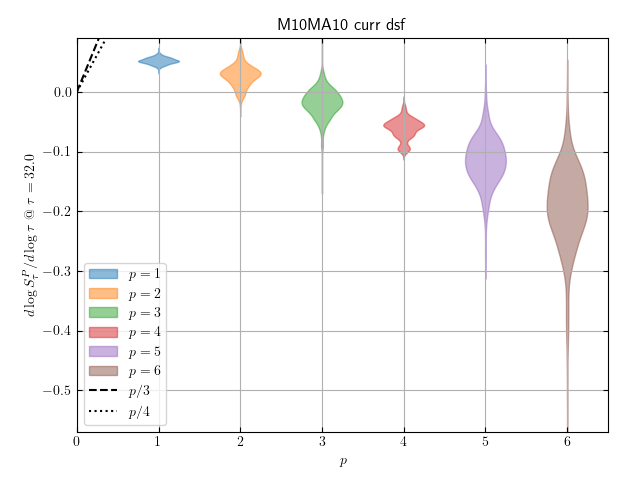 M10MA10 curr dsf
d log S_τ^p / d log τ @ τ = 32.0
0.0
−0.1
−0.2
−0.3
−0.4
−0.5
p = 1
p = 2
p = 3
p = 4
p = 5
p = 6
p/3
p/4
0 1 2 3 4 5 6
p